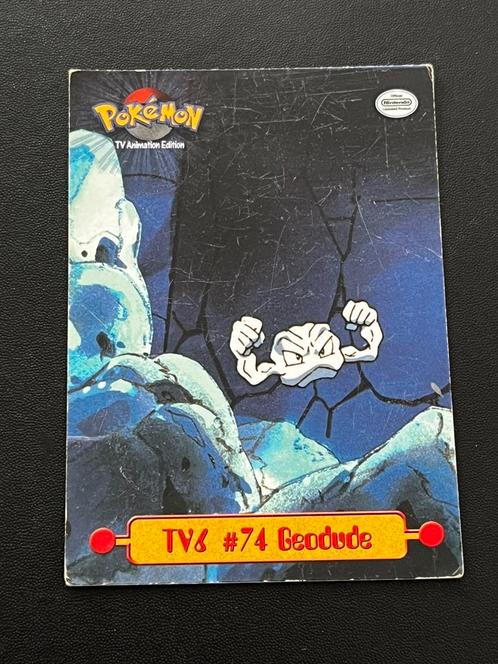 POKéMON
TV Animation Edition
Official
Nintendo
Licensed Product
TV6 #74 Geodude